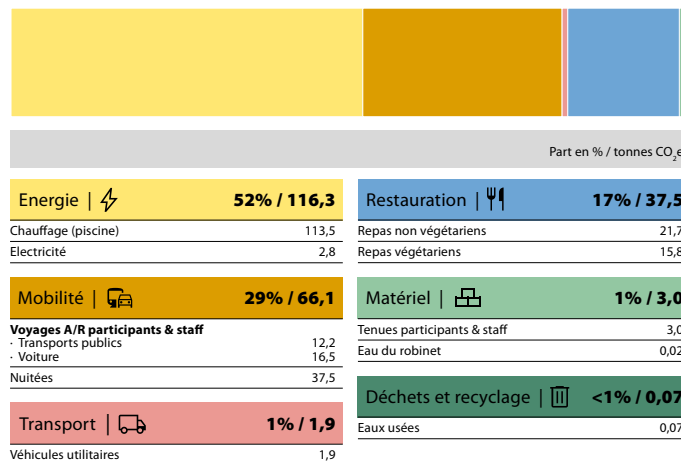 Part en % / tonnes CO2e
Energie | 52% / 116,3
Chauffage (piscine) 113,5
Electricité 2,8
Mobilité | 29% / 66,1
Voyages A/R participants & staff
· Transports publics 12,2
· Voiture 16,5
Nuitées 37,5
Transport | 1% / 1,9
Véhicules utilitaires 1,9
Restauration | 17% / 37,5
Repas non végétariens 21,7
Repas végétariens 15,8
Matériel | 1% / 3,0
Tenues participants & staff 3,0
Eau du robinet 0,02
Déchets et recyclage | <1% / 0,07
Eaux usées 0,07